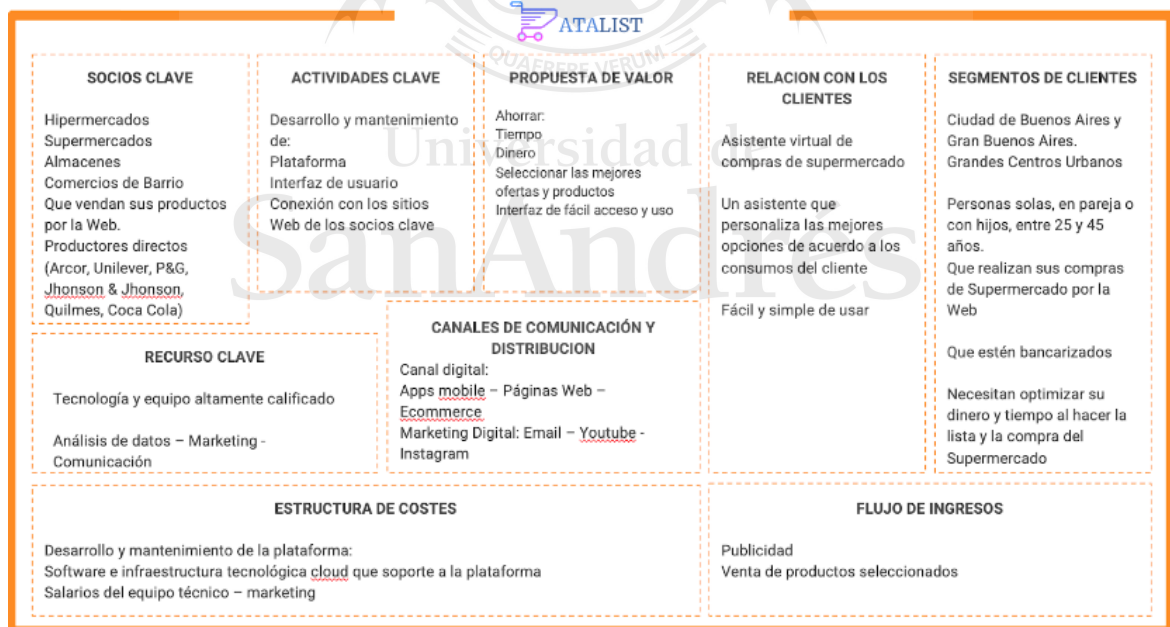 ATALIST
QUAERERE VERUM
Universidad de
SanAndrés
SOCIOS CLAVE
Hipermercados
Supermercados
Almacenes
Comercios de Barrio
Que vendan sus productos
por la Web.
Productores directos
(Arcor, Unilever, P&G,
Jhonson & Jhonson,
Quilmes, Coca Cola)
ACTIVIDADES CLAVE
Desarrollo y mantenimiento
de:
Plataforma
Interfaz de usuario
Conexión con los sitios
Web de los socios clave
PROPUESTA DE VALOR
Ahorrar:
Tiempo
Dinero
Seleccionar las mejores
ofertas y productos
Interfaz de fácil acceso y uso
RELACION CON LOS
CLIENTES
Asistente virtual de
compras de supermercado
Un asistente que
personaliza las mejores
opciones de acuerdo a los
consumos del cliente
Fácil y simple de usar
SEGMENTOS DE CLIENTES
Ciudad de Buenos Aires y
Gran Buenos Aires.
Grandes Centros Urbanos
Personas solas, en pareja o
con hijos, entre 25 y 45
años.
Que realizan sus compras
de Supermercado por la
Web
Que estén bancarizados
Necesitan optimizar su
dinero y tiempo al hacer la
lista y la compra del
Supermercado
RECURSO CLAVE
Tecnología y equipo altamente calificado
Análisis de datos – Marketing -
Comunicación
CANALES DE COMUNICACIÓN Y
DISTRIBUCION
Canal digital:
Apps mobile – Páginas Web –
Ecommerce
Marketing Digital: Email – Youtube -
Instagram
ESTRUCTURA DE COSTES
Desarrollo y mantenimiento de la plataforma:
Software e infraestructura tecnológica cloud que soporte a la plataforma
Salarios del equipo técnico – marketing
FLUJO DE INGRESOS
Publicidad
Venta de productos seleccionados